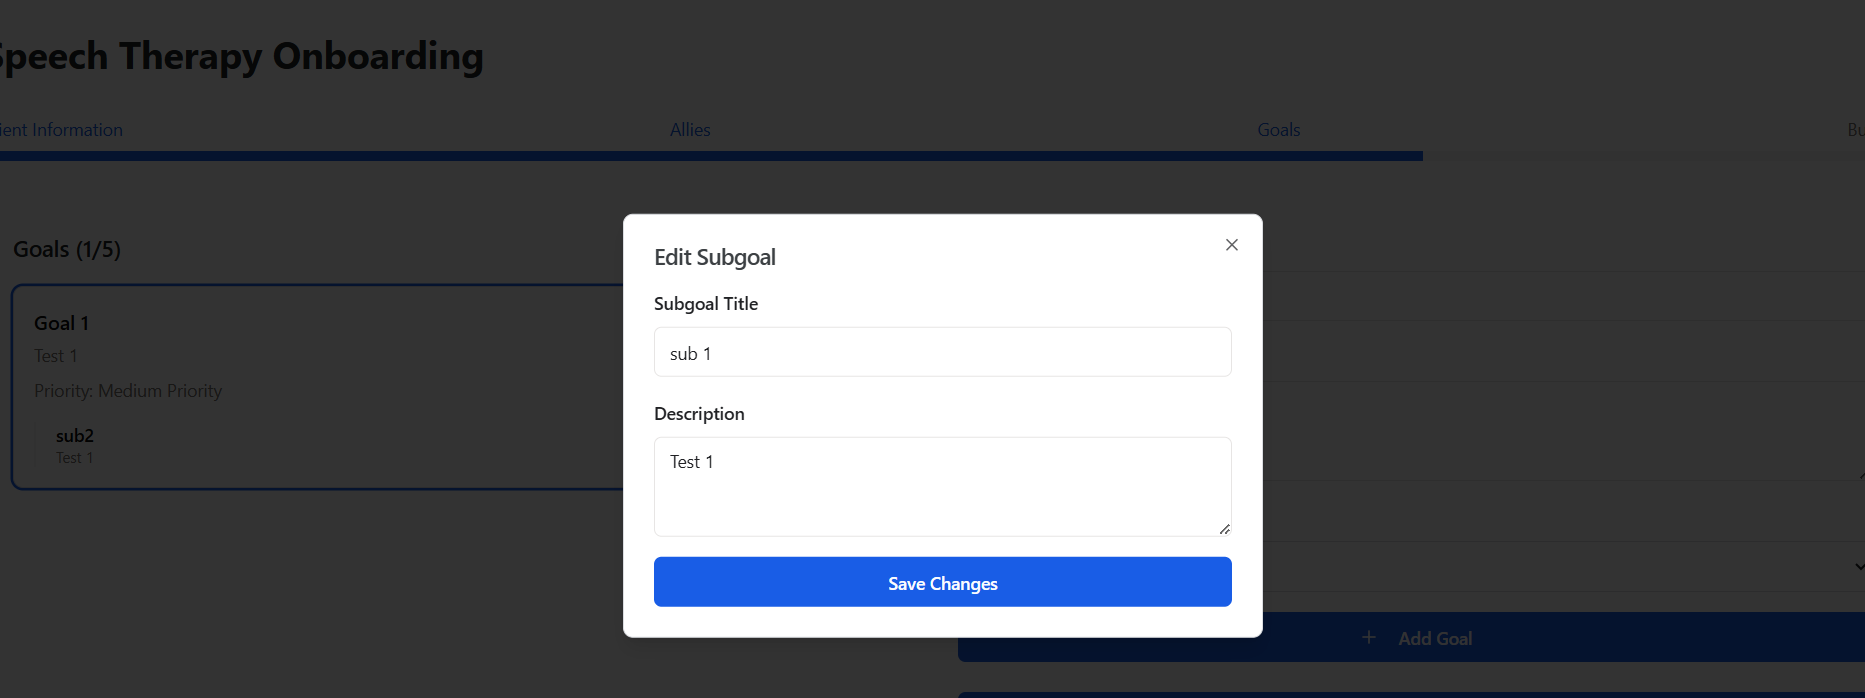 Speech Therapy Onboarding
ient Information
Allies
Goals
Bu
Goals (1/5)
Goal 1
Test 1
Priority: Medium Priority
sub2
Test 1
Edit Subgoal
Subgoal Title
sub 1
Description
Test 1
Save Changes
Add Goal